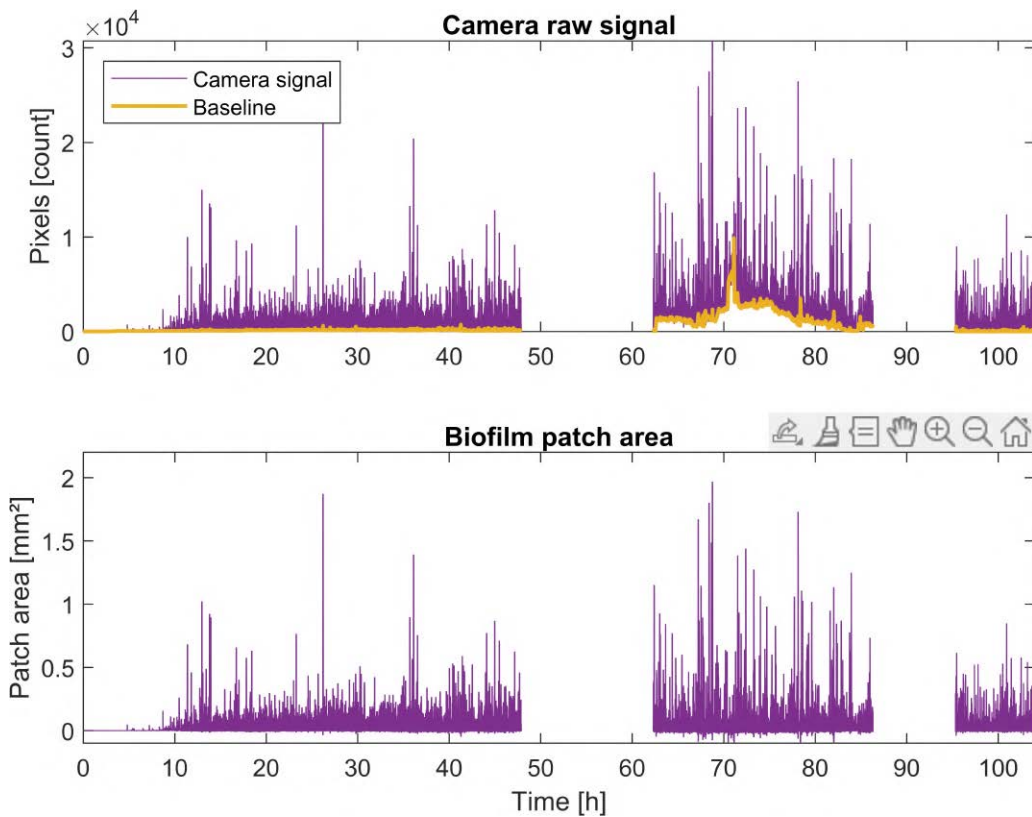 Camera raw signal
×10⁴
3
2
1
0
Pixels [count]
Camera signal
Baseline
0 10 20 30 40 50 60 70 80 90 100
Biofilm patch area
2
1.5
1
0.5
0
Patch area [mm²]
0 10 20 30 40 50 60 70 80 90 100
Time [h]